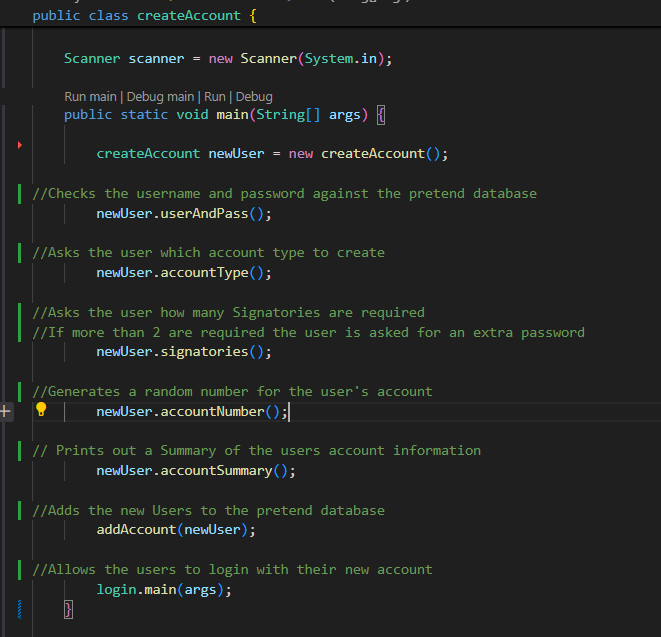 public class createAccount {
Scanner scanner = new Scanner(System.in);
Run main | Debug main | Run | Debug
public static void main(String[] args) {
createAccount newUser = new createAccount();
//Checks the username and password against the pretend database
newUser.userAndPass();
//Asks the user which account type to create
newUser.accountType();
//Asks the user how many Signatories are required
//If more than 2 are required the user is asked for an extra password
newUser.signatories();
//Generates a random number for the user's account
newUser.accountNumber();
// Prints out a Summary of the users account information
newUser.accountSummary();
//Adds the new Users to the pretend database
addAccount(newUser);
//Allows the users to login with their new account
login.main(args);
}